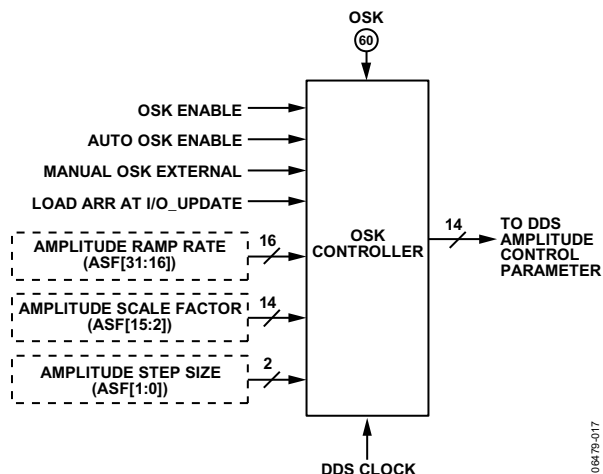 OSK
60
OSK ENABLE
AUTO OSK ENABLE
MANUAL OSK EXTERNAL
LOAD ARR AT I/O_UPDATE
AMPLITUDE RAMP RATE
(ASF[31:16])
16
AMPLITUDE SCALE FACTOR
(ASF[15:2])
14
AMPLITUDE STEP SIZE
(ASF[1:0])
2
OSK
CONTROLLER
14
TO DDS
AMPLITUDE
CONTROL
PARAMETER
DDS CLOCK
06479-017